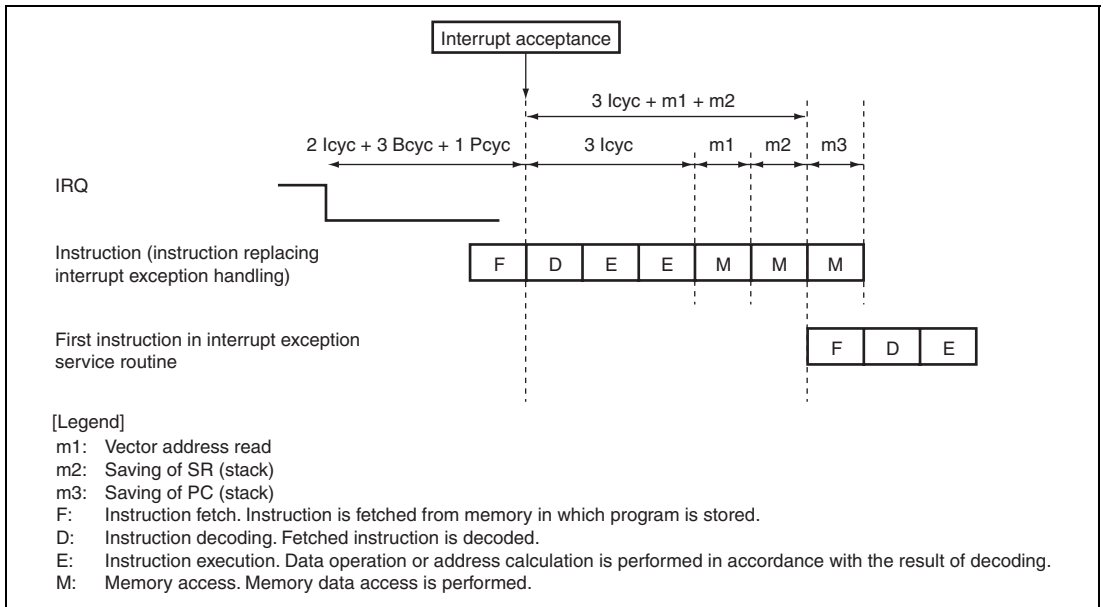 Interrupt acceptance
3 Icyc + m1 + m2
2 Icyc + 3 Bcyc + 1 Pcyc
3 Icyc
m1
m2
m3
IRQ
Instruction (instruction replacing
interrupt exception handling)
F D E E M M M
First instruction in interrupt exception
service routine
F D E
[Legend]
m1: Vector address read
m2: Saving of SR (stack)
m3: Saving of PC (stack)
F: Instruction fetch. Instruction is fetched from memory in which program is stored.
D: Instruction decoding. Fetched instruction is decoded.
E: Instruction execution. Data operation or address calculation is performed in accordance with the result of decoding.
M: Memory access. Memory data access is performed.